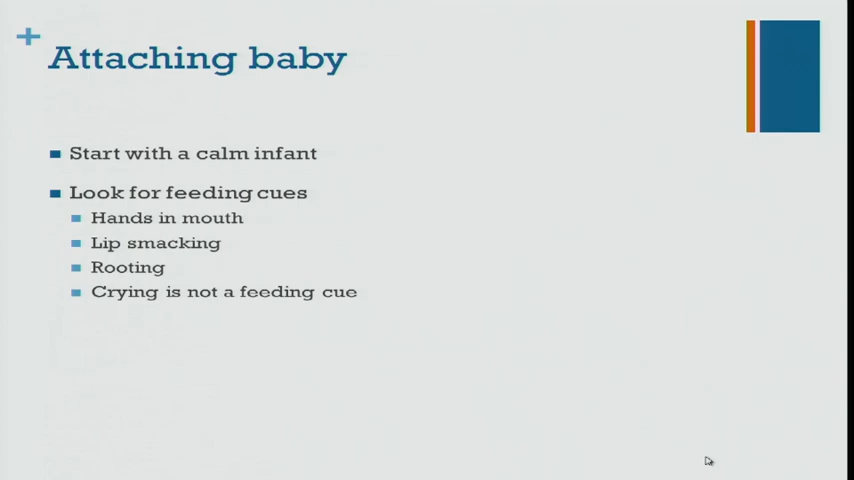 Attaching baby
Start with a calm infant
Look for feeding cues
Hands in mouth
Lip smacking
Rooting
Crying is not a feeding cue